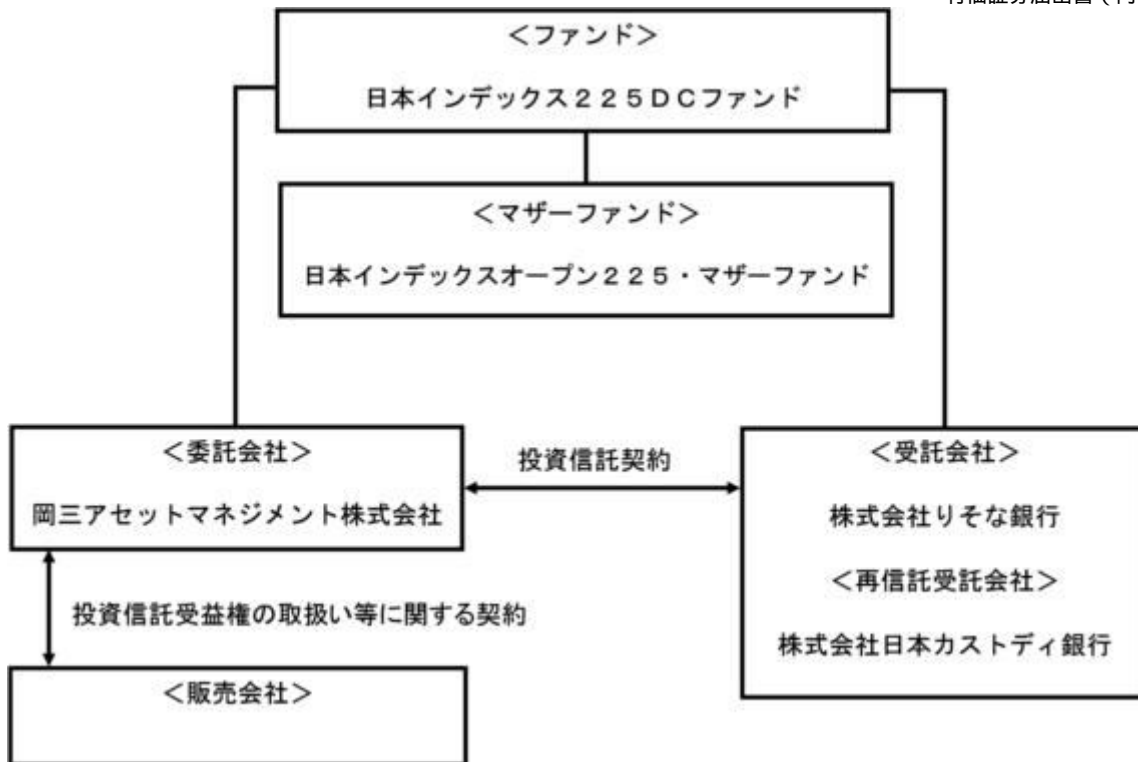 ＜ファンド＞
日本インデックス２２５ＤＣファンド
＜マザーファンド＞
日本インデックスオープン２２５・マザーファンド
＜委託会社＞
岡三アセットマネジメント株式会社
投資信託契約
＜受託会社＞
株式会社りそな銀行
＜再信託受託会社＞
株式会社日本カストディ銀行
投資信託受益権の取扱い等に関する契約
＜販売会社＞